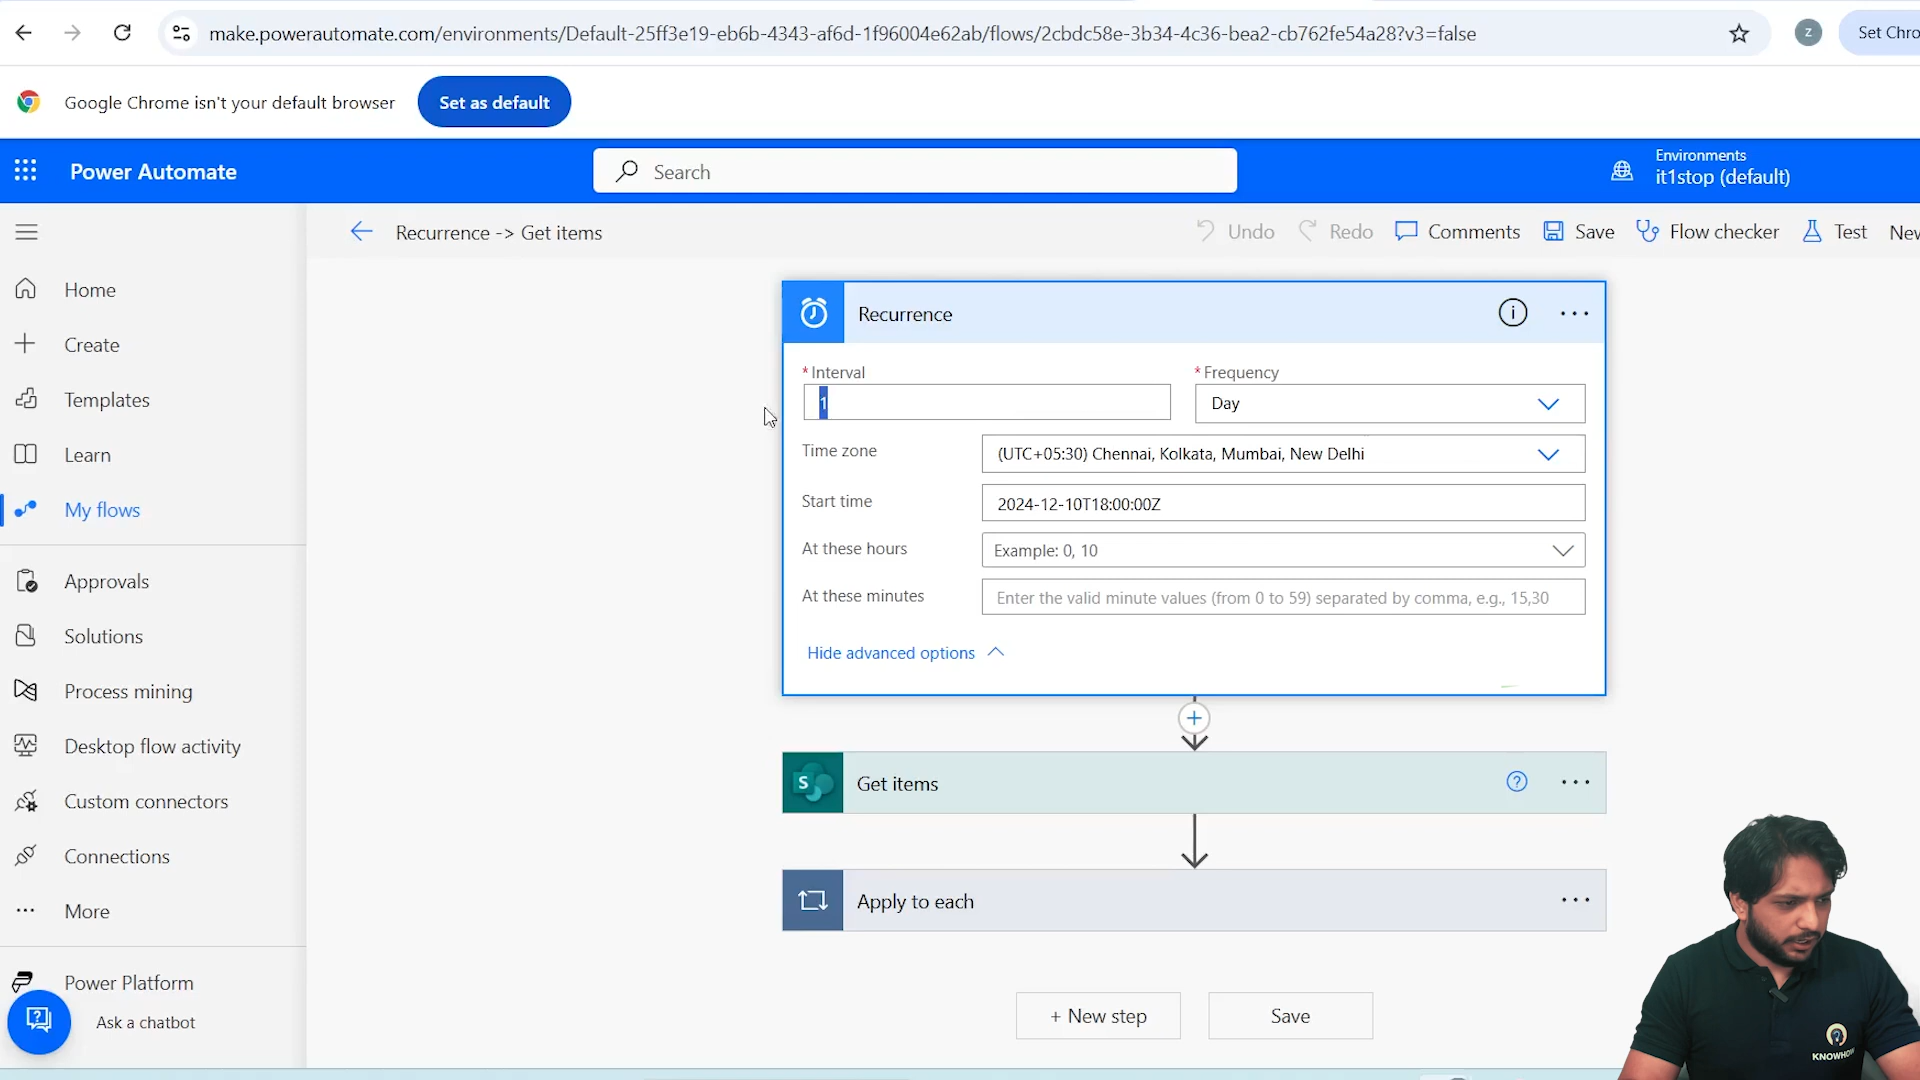 make.powerautomate.com/environments/Default-25ff3e19-eb6b-4343-af6d-1f96004e62ab/flows/2cbdc58e-3b34-4c36-bea2-cb762fe54a28?v3=false
Z
Set Chro
Google Chrome isn't your default browser
Set as default
Power Automate
Search
Environments
it1stop (default)
Recurrence -> Get items
Undo
Redo
Comments
Save
Flow checker
Test
New
Home
Create
Templates
Learn
My flows
Approvals
Solutions
Process mining
Desktop flow activity
Custom connectors
Connections
More
Power Platform
Ask a chatbot
Recurrence
* Interval
* Frequency
1
Day
Time zone
(UTC+05:30) Chennai, Kolkata, Mumbai, New Delhi
Start time
2024-12-10T18:00:00Z
At these hours
Example: 0, 10
At these minutes
Enter the valid minute values (from 0 to 59) separated by comma, e.g., 15,30
Hide advanced options
S
Get items
Apply to each
+ New step
Save
KNOWHOW